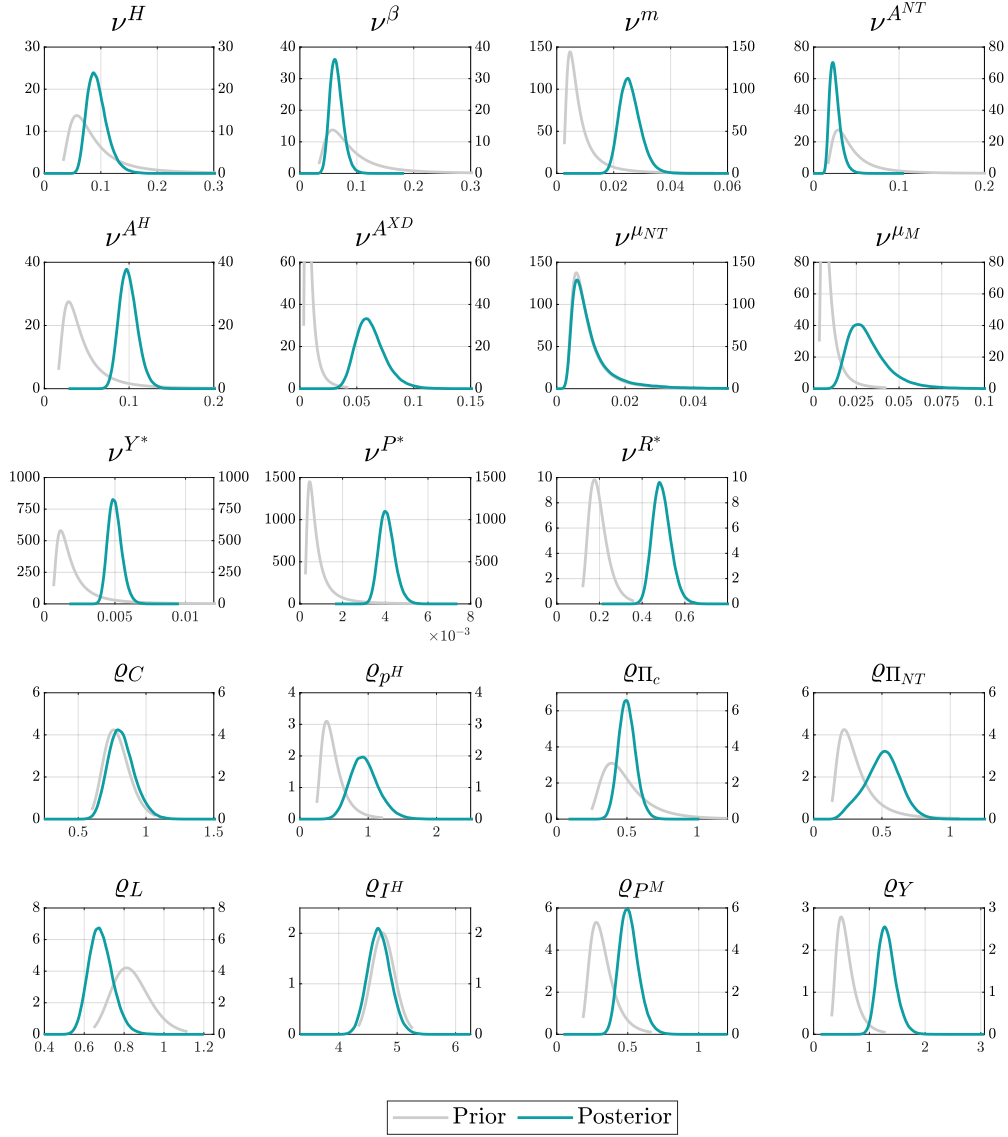 ν^H ν^β ν^m ν^{A^{NT}}
30 30 40 40 150 150 80 80
20 20 30 30 100 100 60 60
20 20 40 40
10 10 10 10 50 50 20 20
0 0 0 0 0 0 0 0
0 0.1 0.2 0.3 0 0.1 0.2 0.3 0 0.02 0.04 0.06 0 0.1 0.2
ν^{A^H} ν^{A^{XD}} ν^{μ_{NT}} ν^{μ_M}
40 40 60 60 150 150 80 80
40 40 100 100 60 60
20 20 40 40
20 20 50 50 20 20
0 0 0 0 0 0 0 0
0 0.1 0.2 0 0.05 0.1 0.15 0 0.02 0.04 0 0.025 0.05 0.075 0.1
ν^{Y*} ν^{P*} ν^{R*}
1000 1000 1500 1500 10 10
750 750 1000 1000 8 8
500 500 6 6
250 250 500 500 4 4
2 2
0 0 0 0 0 0
0 0.005 0.01 0 2 4 6 8 0 0.2 0.4 0.6
×10^{-3}
ϱ_C ϱ_{p^H} ϱ_{Π_c} ϱ_{Π_{NT}}
6 6 4 4 6 6 6 6
4 4 3 3 4 4 4 4
2 2 2 2 2 2 2 2
1 1
0 0 0 0 0 0 0 0
0.5 1 1.5 0 1 2 0 0.5 1 0 0.5 1
ϱ_L ϱ_{I^H} ϱ_{P^M} ϱ_Y
8 8 2 2 6 6 3 3
6 6 4 4 2 2
4 4 1 1 2 2 1 1
2 2
0 0 0 0 0 0 0 0
0.4 0.6 0.8 1 1.2 4 5 6 0 0.5 1 0 1 2 3
Prior Posterior